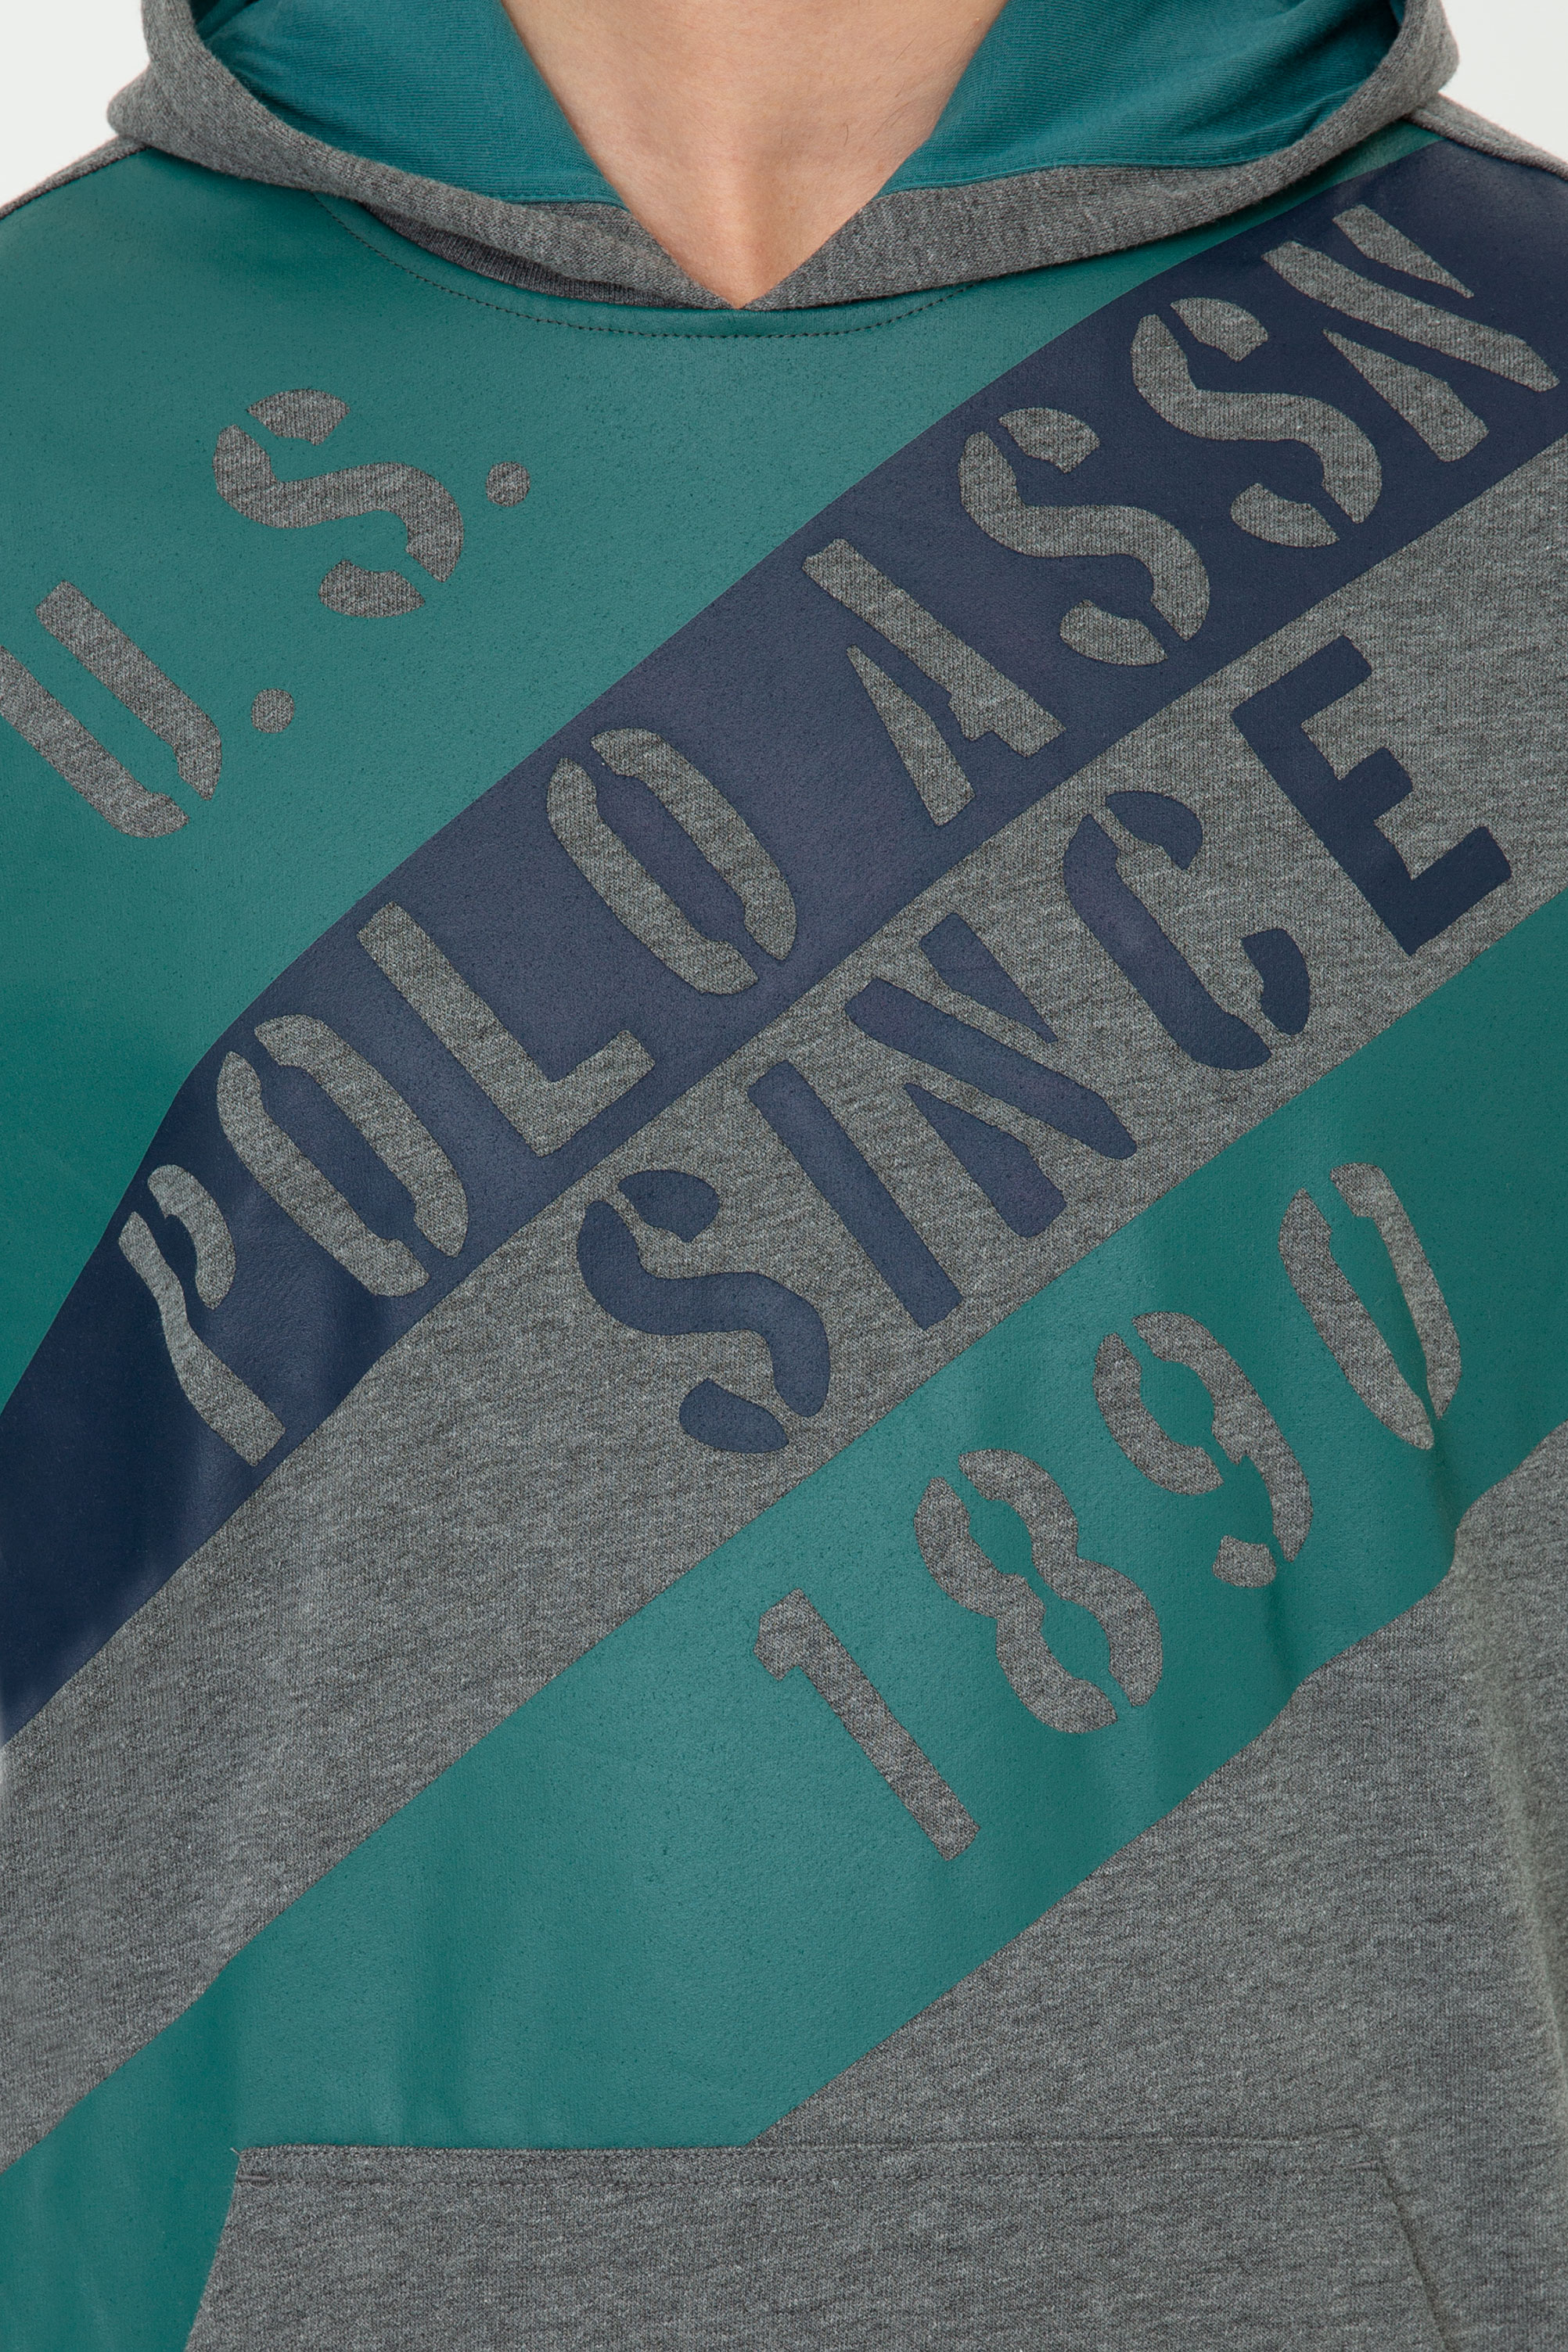 U.S.
POLO ASSN
SINCE
1890